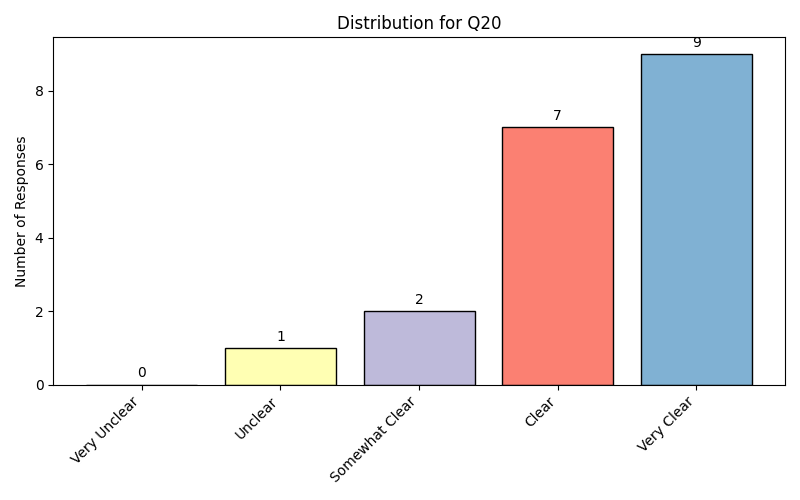 Distribution for Q20
Number of Responses
8
6
4
2
0
0
1
2
7
9
Very Unclear
Unclear
Somewhat Clear
Clear
Very Clear